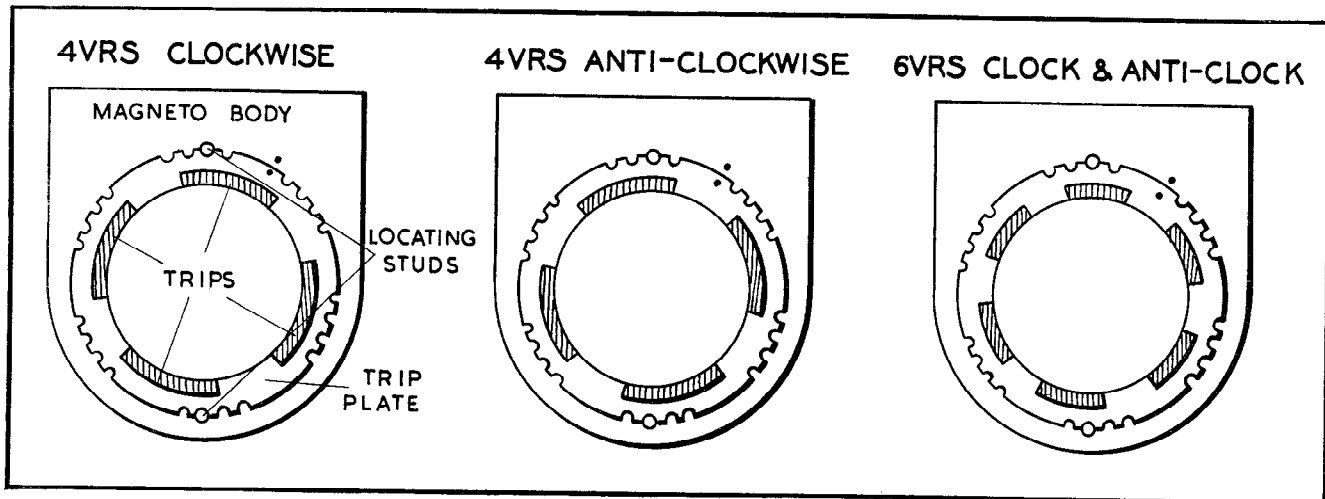 4VRS CLOCKWISE
4VRS ANTI-CLOCKWISE
6VRS CLOCK & ANTI-CLOCK
MAGNETO BODY
LOCATING
STUDS
TRIPS
TRIP
PLATE